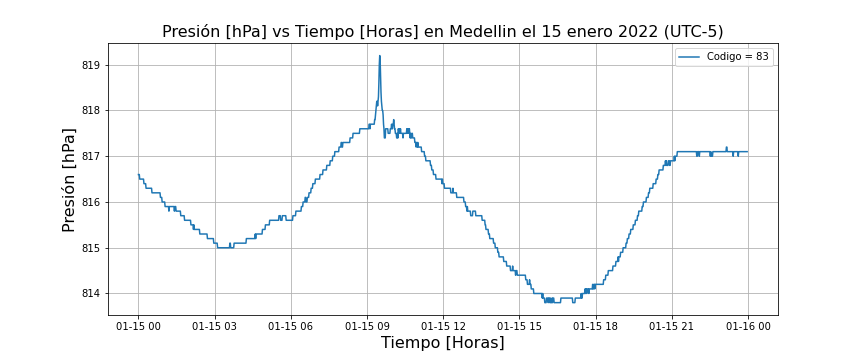 Presión [hPa] vs Tiempo [Horas] en Medellin el 15 enero 2022 (UTC-5)
Codigo = 83
Presión [hPa]
819
818
817
816
815
814
01-15 00 01-15 03 01-15 06 01-15 09 01-15 12 01-15 15 01-15 18 01-15 21 01-16 00
Tiempo [Horas]